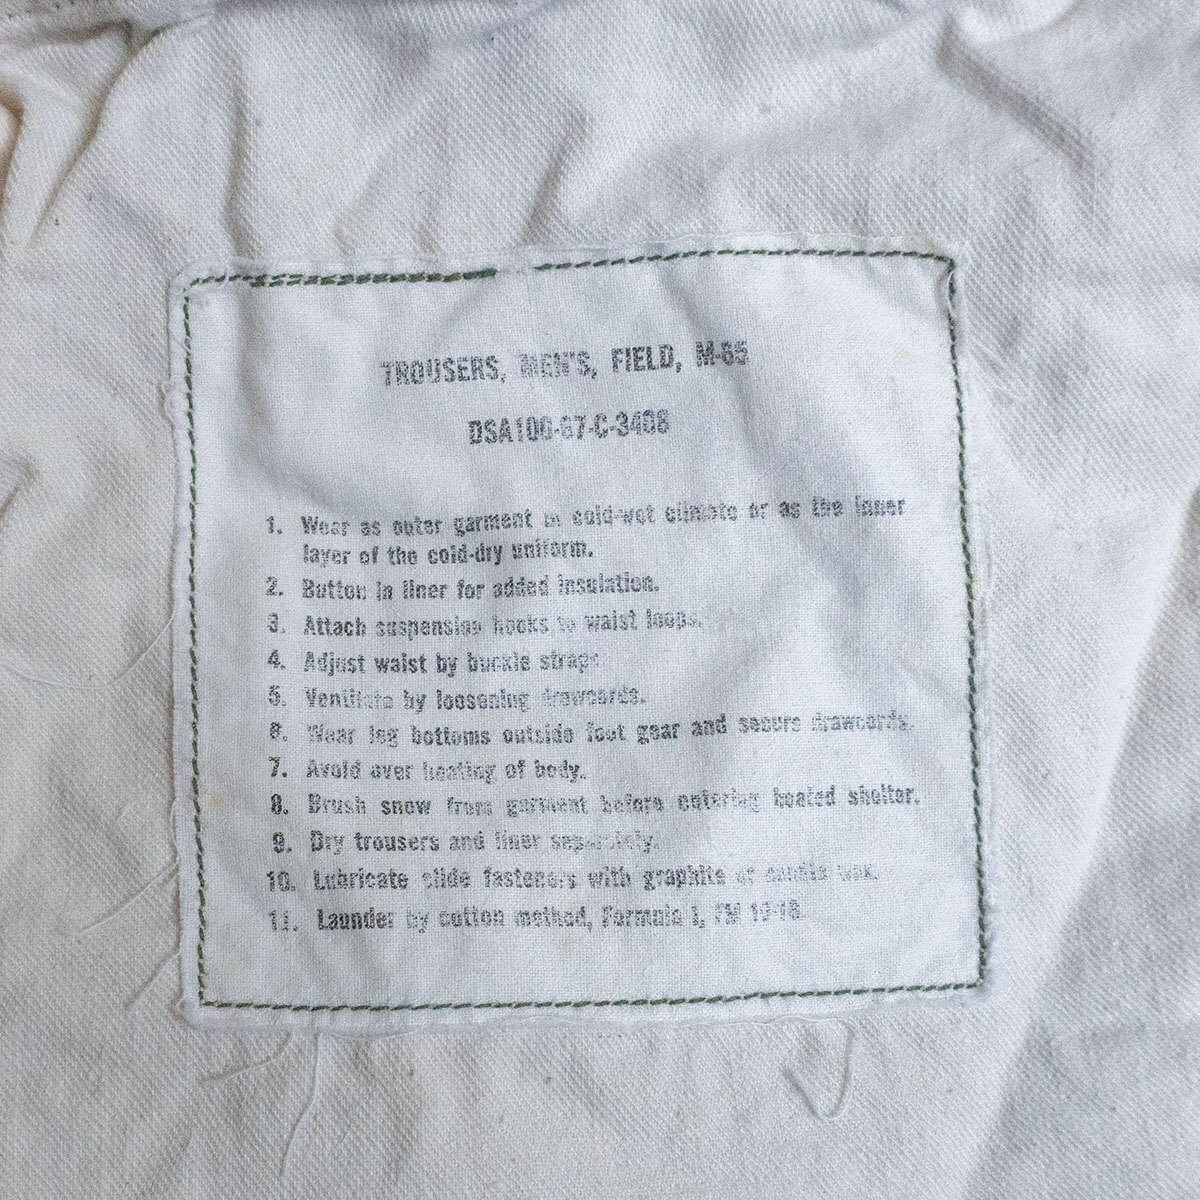 TROUSERS, MEN'S, FIELD, M-65
DSA100-67-C-3408
1. Wear as outer garment in cold-wet climate or as the inner
layer of the cold-dry uniform.
2. Button in liner for added insulation.
3. Attach suspension hooks to waist loops.
4. Adjust waist by buckle straps.
5. Ventilate by loosening drawcords.
6. Wear leg bottoms outside foot gear and secure drawcords.
7. Avoid over heating of body.
8. Brush snow from garment before entering heated shelter.
9. Dry trousers and liner separately.
10. Lubricate slide fasteners with graphite or candle wax.
11. Launder by cotton method, Formula 1, FM 10-16